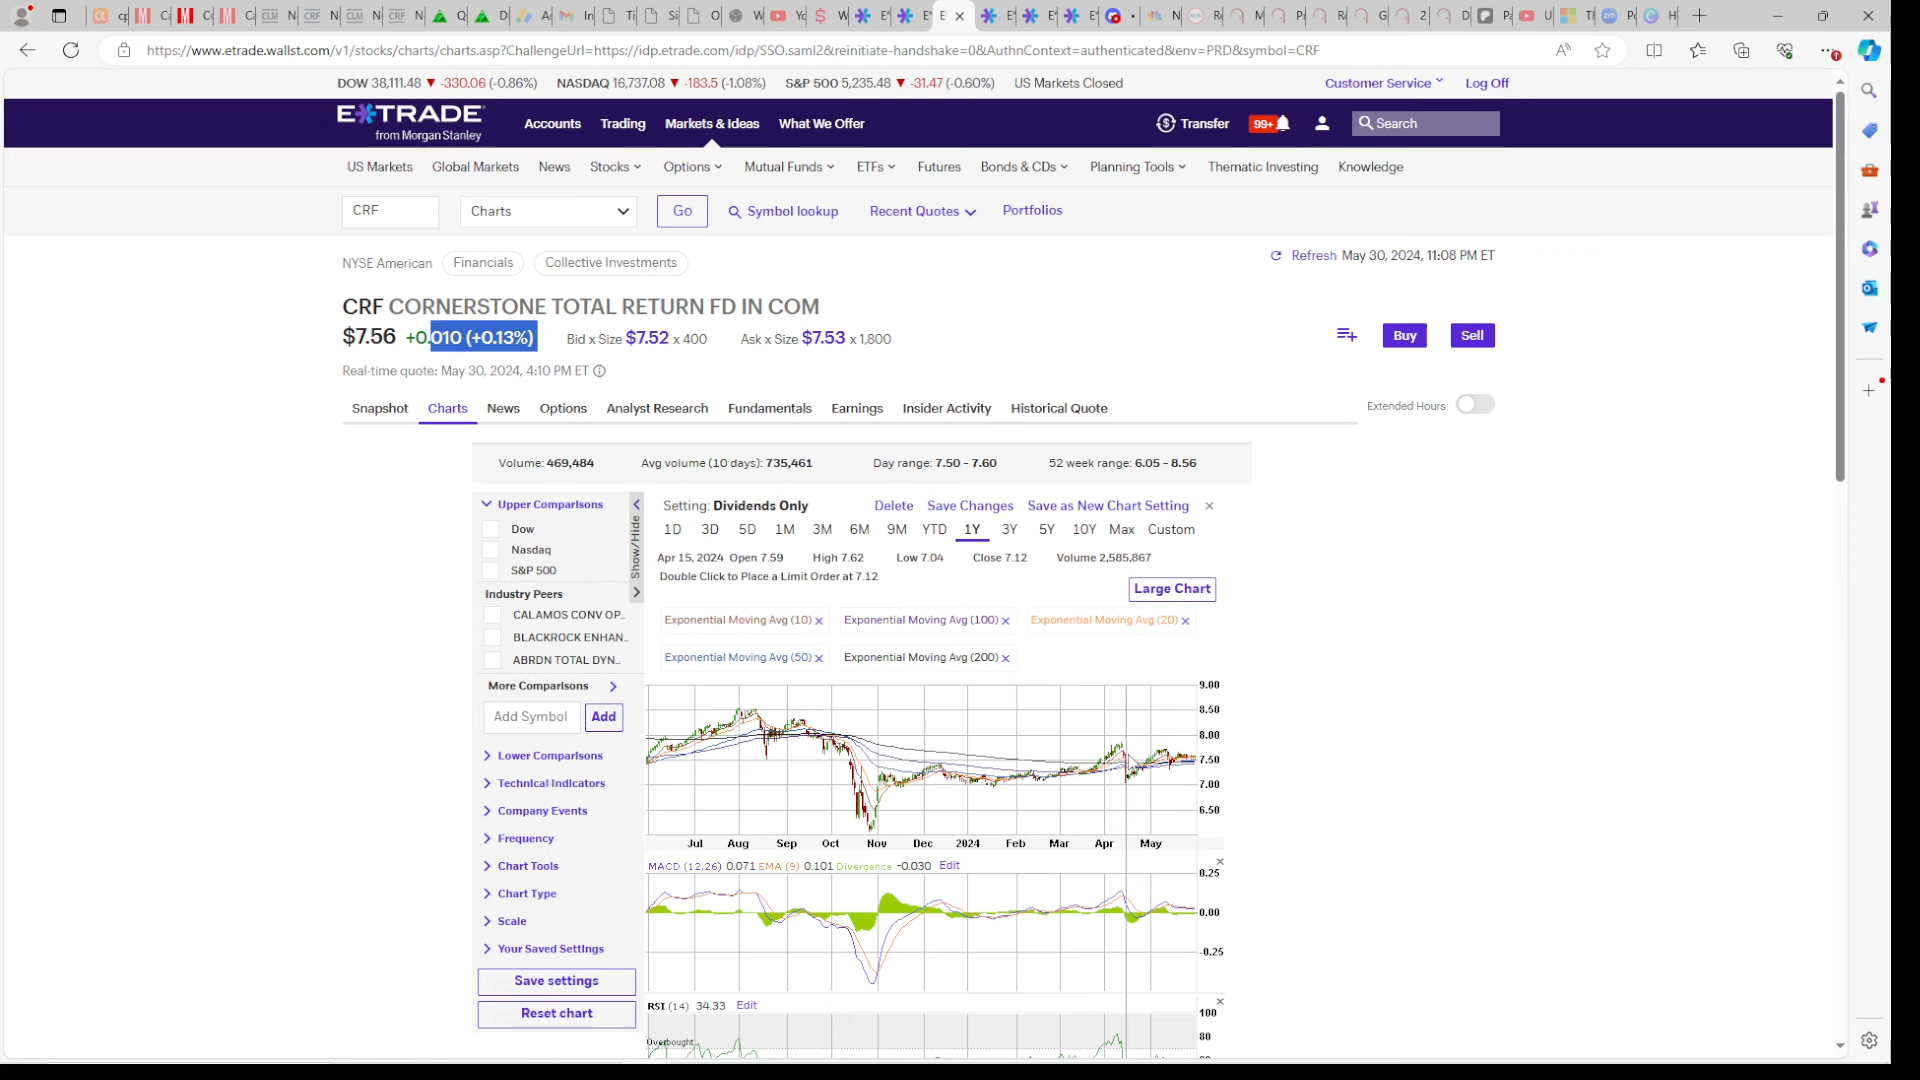 https://www.etrade.wallst.com/v1/stocks/charts/charts.asp?ChallengeUrl=https://idp.etrade.com/idp/SSO.saml2&reinitiate-handshake=0&AuthnContext=authenticated&env=PRD&symbol=CRF
DOW 38,111.48 ▼ -330.06 (-0.86%) NASDAQ 16,737.08 ▼ -183.5 (-1.08%) S&P 500 5,235.48 ▼ -31.47 (-0.60%) US Markets Closed Customer Service Log Off
E*TRADE
from Morgan Stanley
Accounts Trading Markets & Ideas What We Offer Transfer 99+ Search
US Markets Global Markets News Stocks Options Mutual Funds ETFs Futures Bonds & CDs Planning Tools Thematic Investing Knowledge
CRF Charts Go Symbol lookup Recent Quotes Portfolios
NYSE American Financials Collective Investments Refresh May 30, 2024, 11:08 PM ET
CRF CORNERSTONE TOTAL RETURN FD IN COM
$7.56 +0.010 (+0.13%) Bid x Size $7.52 x 400 Ask x Size $7.53 x 1,800 Buy Sell
Real-time quote: May 30, 2024, 4:10 PM ET
Snapshot Charts News Options Analyst Research Fundamentals Earnings Insider Activity Historical Quote Extended Hours
Volume: 469,484 Avg volume (10 days): 735,461 Day range: 7.50 - 7.60 52 week range: 6.05 - 8.56
Upper Comparisons
Dow
Nasdaq
S&P 500
Industry Peers
CALAMOS CONV OP..
BLACKROCK ENHAN..
ABRDN TOTAL DYN..
More Comparisons
Add Symbol Add
Lower Comparisons
Technical Indicators
Company Events
Frequency
Chart Tools
Chart Type
Scale
Your Saved Settings
Save settings
Reset chart
Show/Hide
Setting: Dividends Only Delete Save Changes Save as New Chart Setting
1D 3D 5D 1M 3M 6M 9M YTD 1Y 3Y 5Y 10Y Max Custom
Apr 15, 2024 Open 7.59 High 7.62 Low 7.04 Close 7.12 Volume 2,585,867
Double Click to Place a Limit Order at 7.12
Large Chart
Exponential Moving Avg (10) Exponential Moving Avg (100) Exponential Moving Avg (20)
Exponential Moving Avg (50) Exponential Moving Avg (200)
9.00
8.50
8.00
7.50
7.00
6.50
Jul Aug Sep Oct Nov Dec 2024 Feb Mar Apr May
MACD (12,26) 0.071 EMA (9) 0.101 Divergence -0.030 Edit
0.25
0.00
-0.25
RSI (14) 34.33 Edit
100
Overbought
80